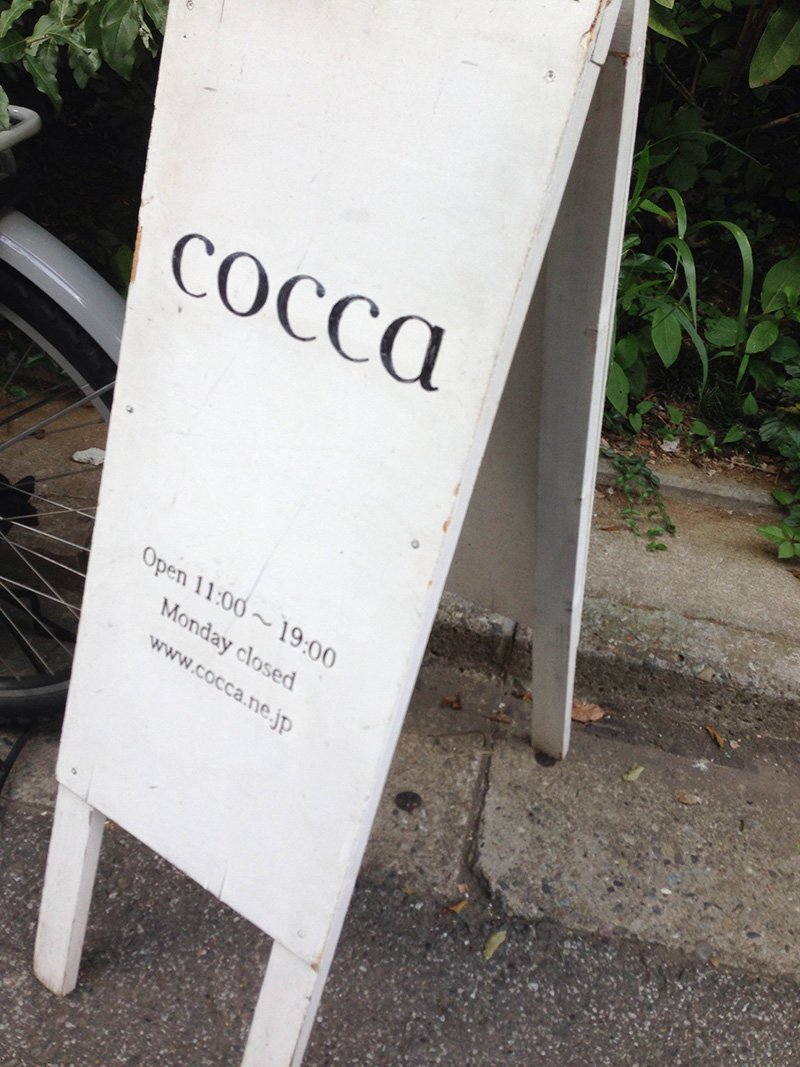 cocca
Open 11:00～19:00
Monday closed
www.cocca.ne.jp